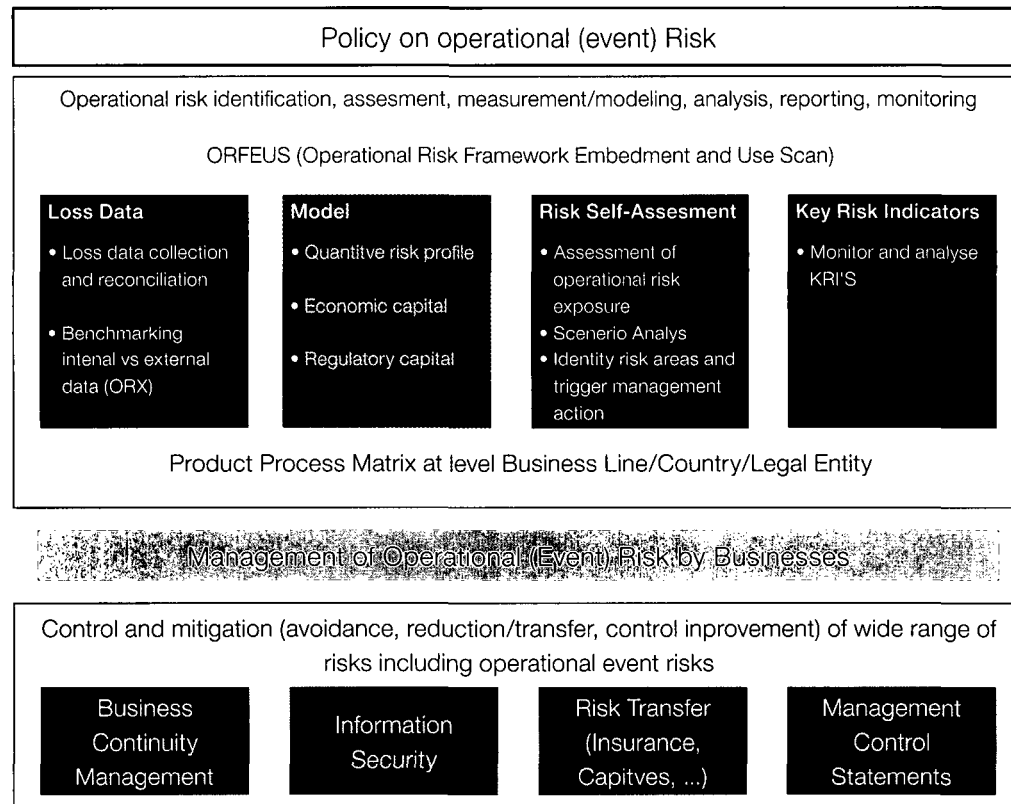 Policy on operational (event) Risk
Operational risk identification, assesment, measurement/modeling, analysis, reporting, monitoring
ORFEUS (Operational Risk Framework Embedment and Use Scan)
Loss Data
• Loss data collection
and reconciliation
• Benchmarking
intenal vs external
data (ORX)
Model
• Quantitve risk profile
• Economic capital
• Regulatory capital
Risk Self-Assesment
• Assessment of
operational risk
exposure
• Scenerio Analys
• Identity risk areas and
trigger management
action
Key Risk Indicators
• Monitor and analyse
KRI'S
Product Process Matrix at level Business Line/Country/Legal Entity
Management of Operational (Event) Risk by Businesses
Control and mitigation (avoidance, reduction/transfer, control inprovement) of wide range of
risks including operational event risks
Business
Continuity
Management
Information
Security
Risk Transfer
(Insurance,
Capitves, ...)
Management
Control
Statements